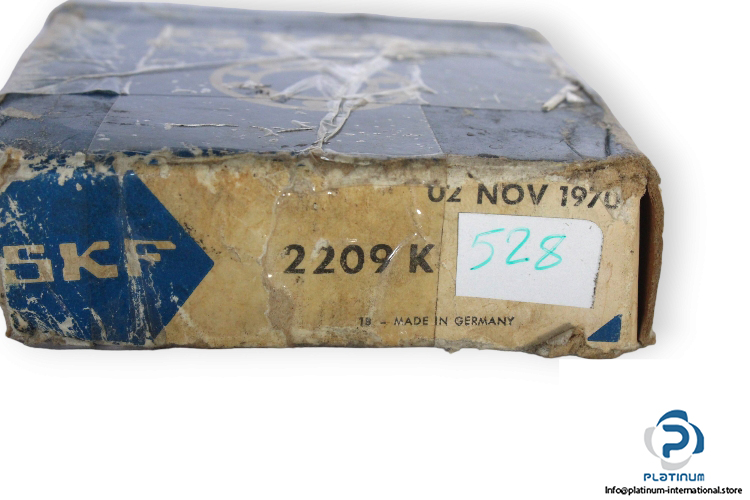 02 NOV 1970
SKF
2209 K
528
18 - MADE IN GERMANY
PLATINUM
Info@platinum-international.store